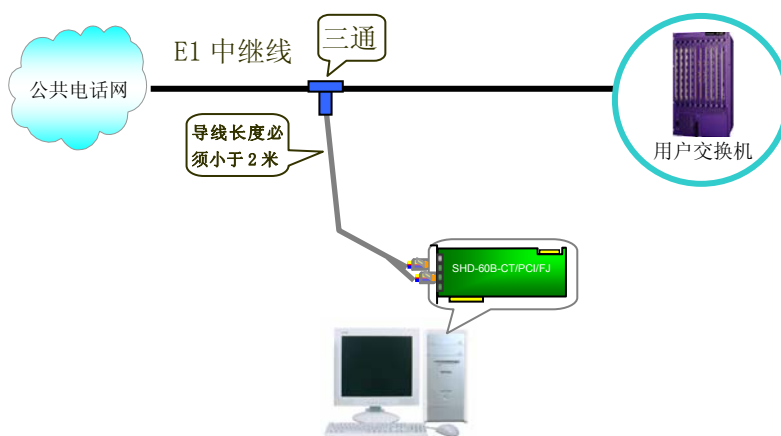 E1 中继线
三通
公共电话网
导线长度必
须小于 2 米
用户交换机
SHD-60B-CT/PCI/FJ